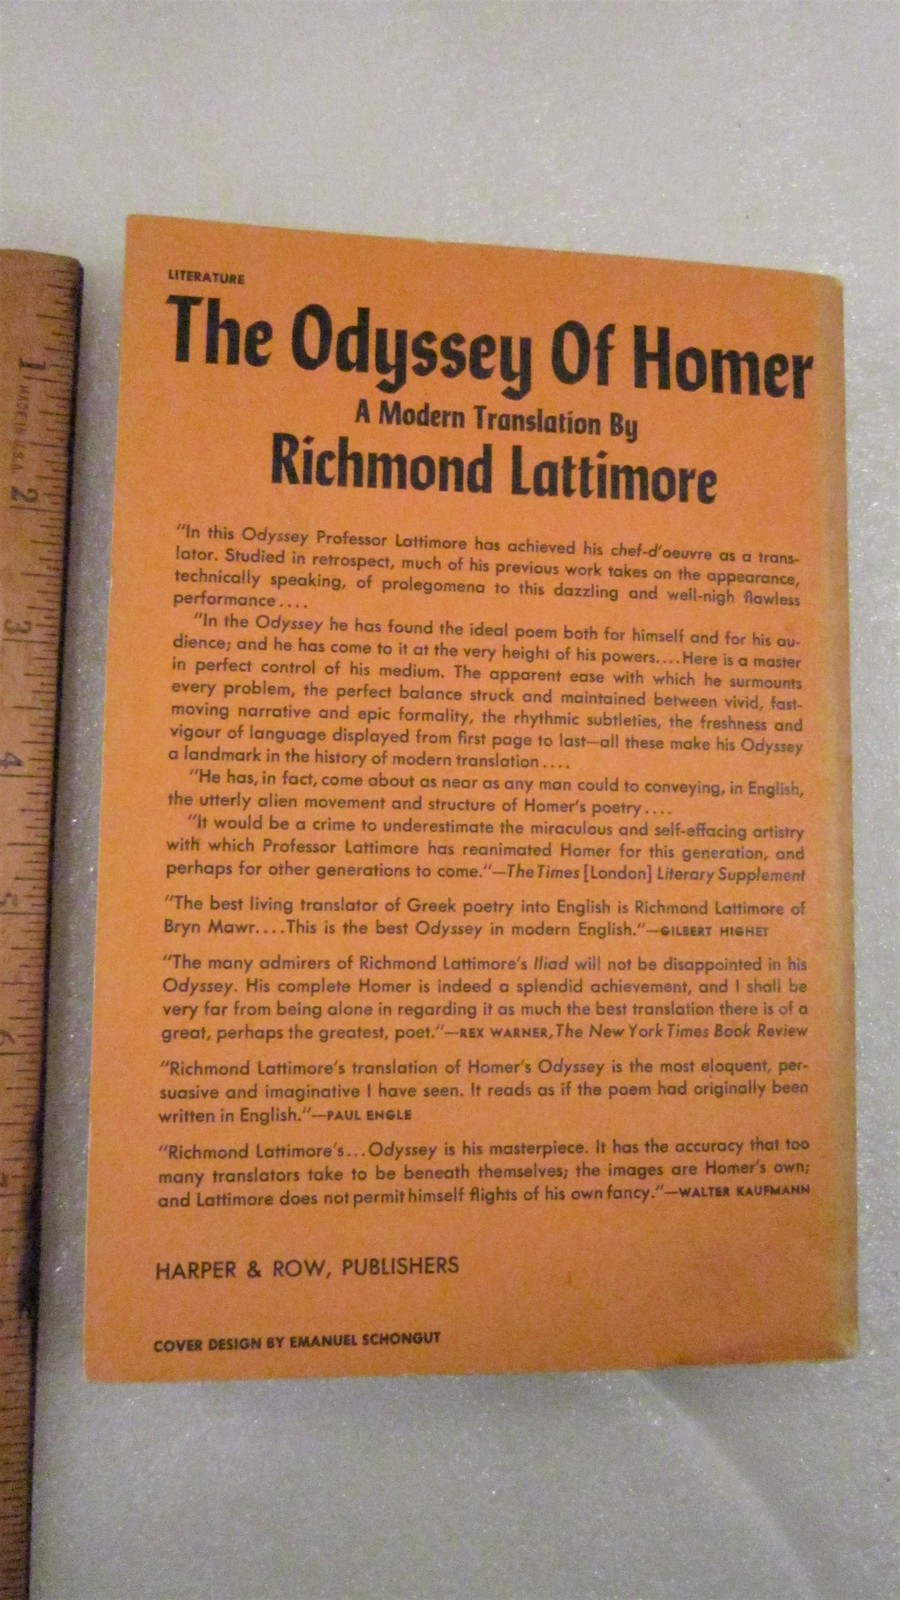 LITERATURE
The Odyssey Of Homer
A Modern Translation By
Richmond Lattimore
"In this Odyssey Professor Lattimore has achieved his chef-d'oeuvre as a trans-
lator. Studied in retrospect, much of his previous work takes on the appearance,
technically speaking, of prolegomena to this dazzling and well-nigh flawless
performance....
"In the Odyssey he has found the ideal poem both for himself and for his au-
dience; and he has come to it at the very height of his powers....Here is a master
in perfect control of his medium. The apparent ease with which he surmounts
every problem, the perfect balance struck and maintained between vivid, fast-
moving narrative and epic formality, the rhythmic subtleties, the freshness and
vigour of language displayed from first page to last—all these make his Odyssey
a landmark in the history of modern translation....
"He has, in fact, come about as near as any man could to conveying, in English,
the utterly alien movement and structure of Homer's poetry....
"It would be a crime to underestimate the miraculous and self-effacing artistry
with which Professor Lattimore has reanimated Homer for this generation, and
perhaps for other generations to come."—The Times [London] Literary Supplement
"The best living translator of Greek poetry into English is Richmond Lattimore of
Bryn Mawr....This is the best Odyssey in modern English."—GILBERT HIGHET
"The many admirers of Richmond Lattimore's Iliad will not be disappointed in his
Odyssey. His complete Homer is indeed a splendid achievement, and I shall be
very far from being alone in regarding it as much the best translation there is of a
great, perhaps the greatest, poet."—REX WARNER, The New York Times Book Review
"Richmond Lattimore's translation of Homer's Odyssey is the most eloquent, per-
suasive and imaginative I have seen. It reads as if the poem had originally been
written in English."—PAUL ENGLE
"Richmond Lattimore's...Odyssey is his masterpiece. It has the accuracy that too
many translators take to be beneath themselves; the images are Homer's own;
and Lattimore does not permit himself flights of his own fancy."—WALTER KAUFMANN
HARPER & ROW, PUBLISHERS
COVER DESIGN BY EMANUEL SCHONGUT
1
MADE IN U.S.A.
2
3
4
5
6
7